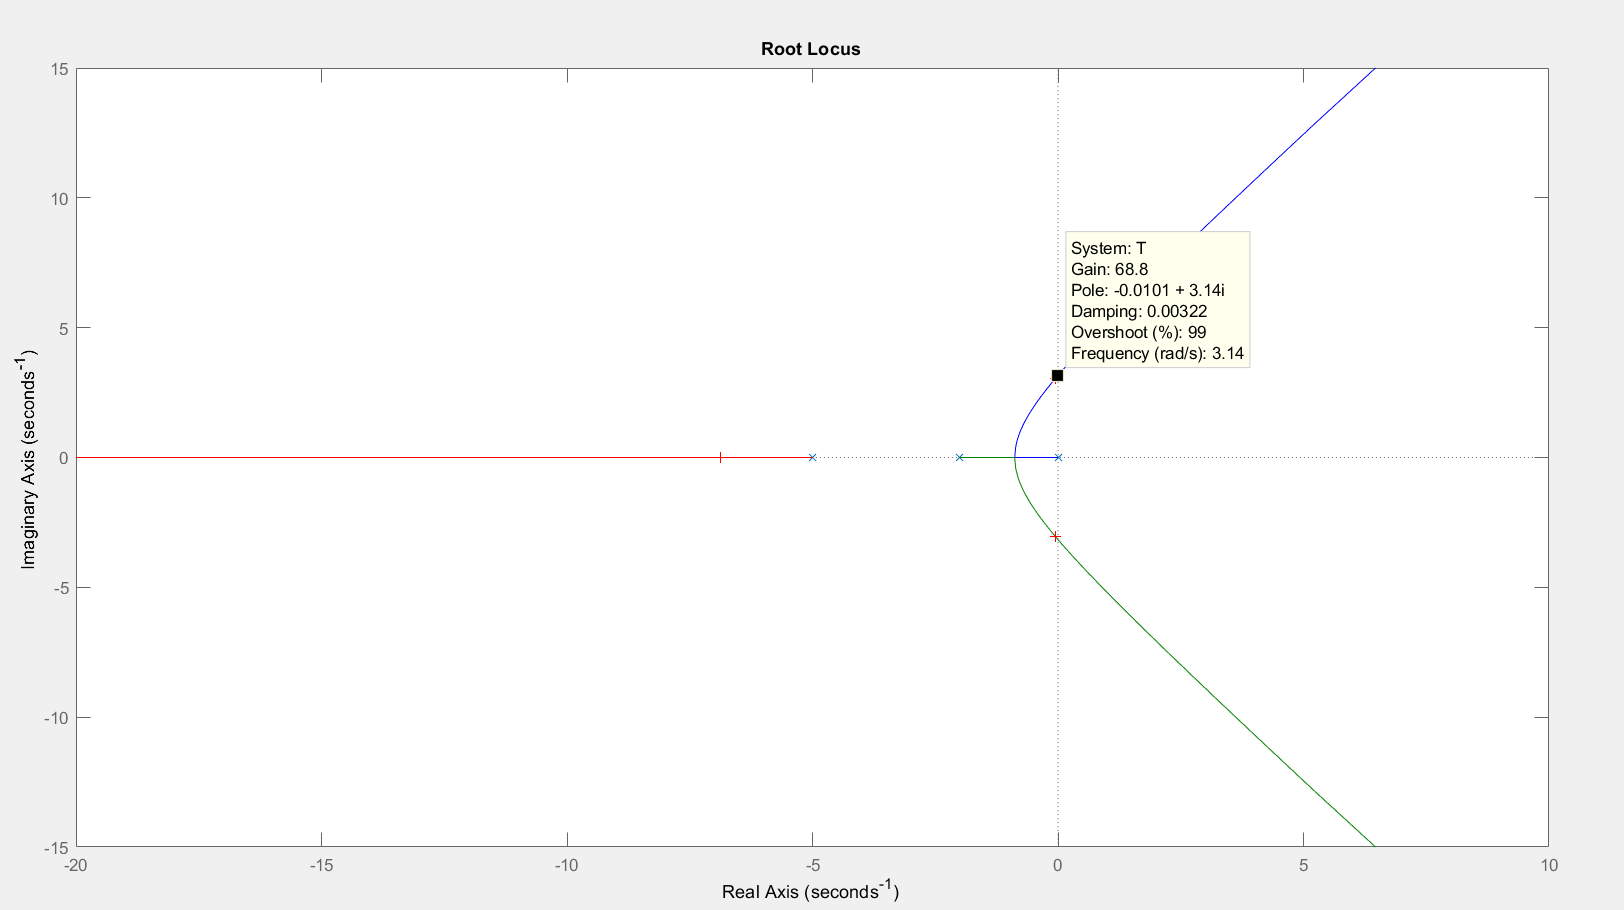 Root Locus
15
10
5
0
-5
-10
-15
Imaginary Axis (seconds⁻¹)
System: T
Gain: 68.8
Pole: -0.0101 + 3.14i
Damping: 0.00322
Overshoot (%): 99
Frequency (rad/s): 3.14
-20
-15
-10
-5
0
5
10
Real Axis (seconds⁻¹)